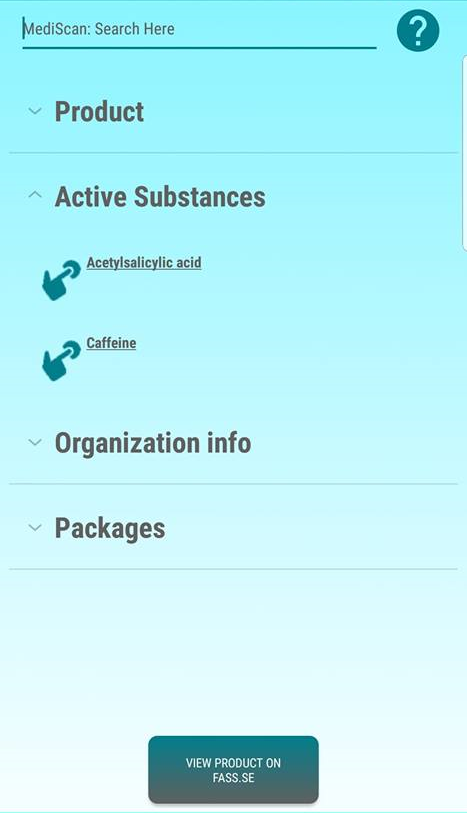 MediScan: Search Here
?
Product
Active Substances
Acetylsalicylic acid
Caffeine
Organization info
Packages
VIEW PRODUCT ON
FASS.SE